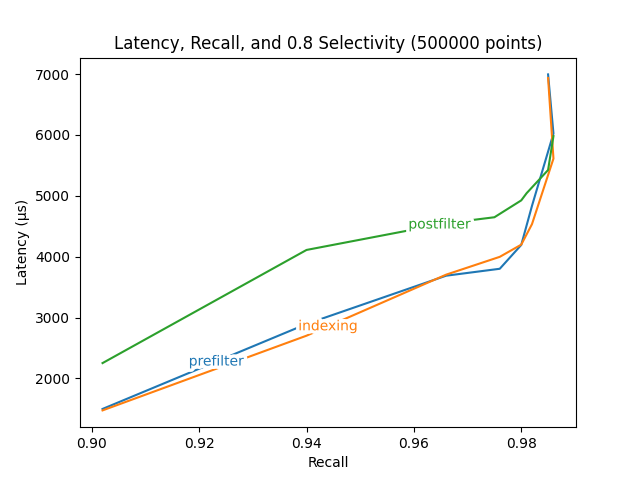 Latency, Recall, and 0.8 Selectivity (500000 points)
7000
6000
5000
4000
3000
2000
Latency (μs)
postfilter
indexing
prefilter
0.90 0.92 0.94 0.96 0.98
Recall